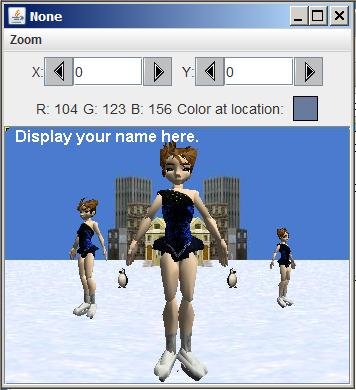 None
Zoom
X: 0 Y: 0
R: 104 G: 123 B: 156 Color at location:
Display your name here.